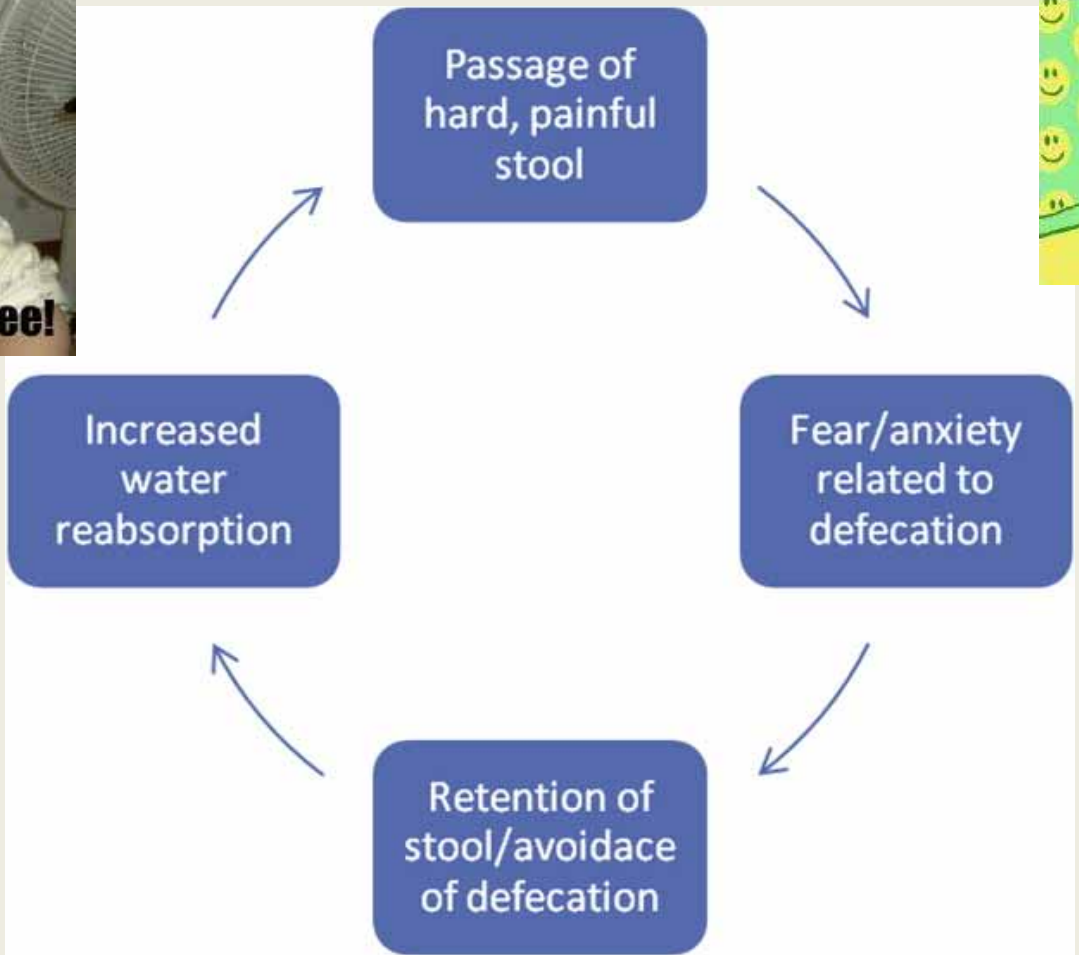 Passage of
hard, painful
stool
ee!
Increased
water
reabsorption
Fear/anxiety
related to
defecation
Retention of
stool/avoidace
of defecation